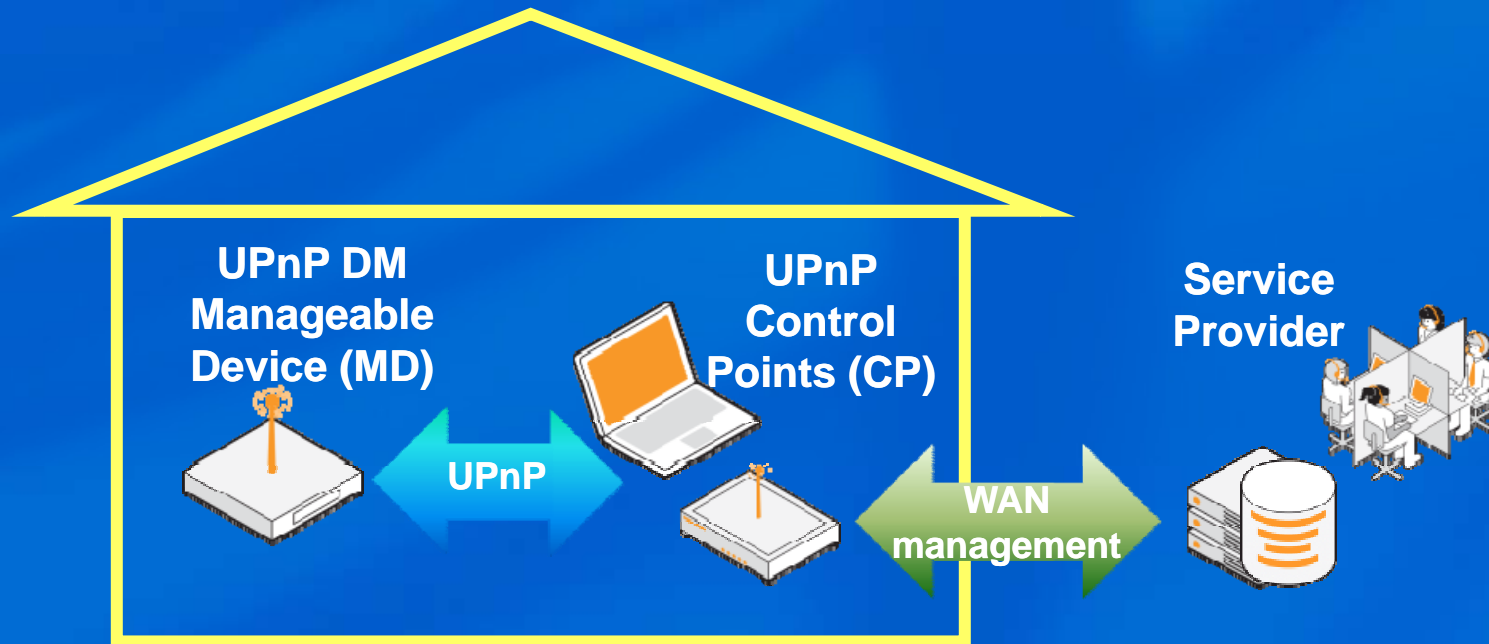 UPnP DM
Manageable
Device (MD)
UPnP
UPnP
Control
Points (CP)
WAN
management
Service
Provider